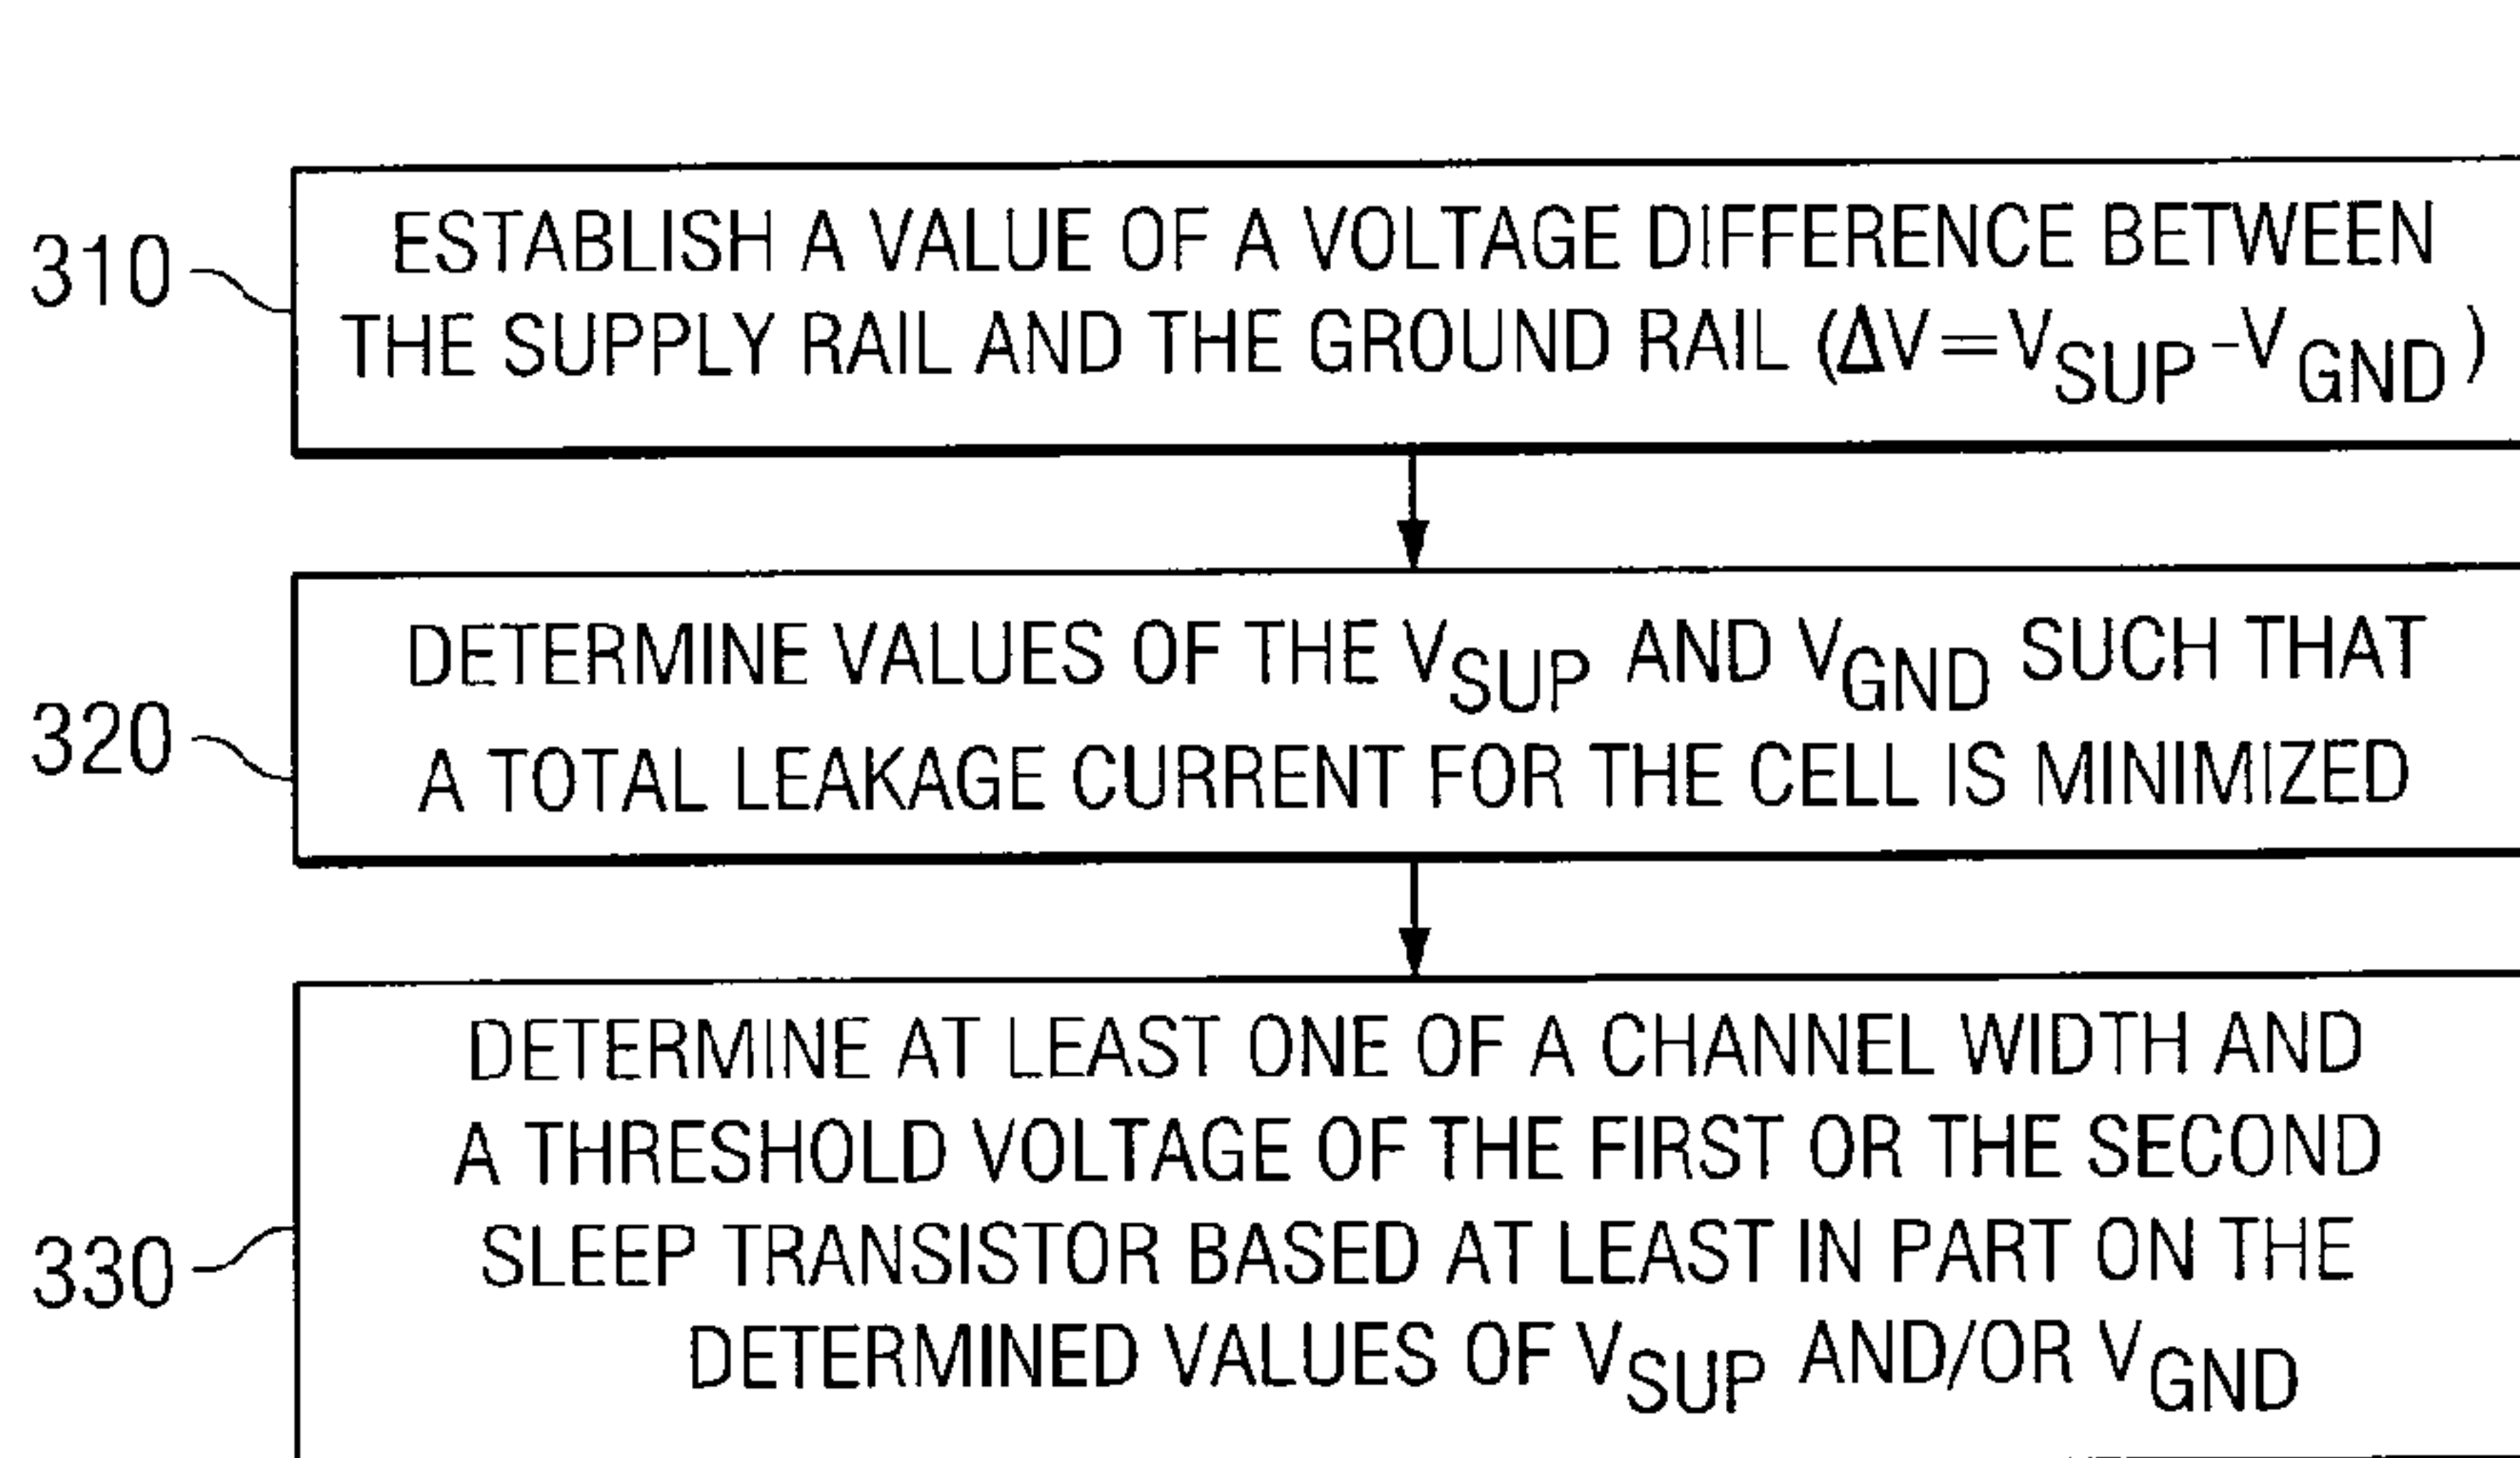 310
ESTABLISH A VALUE OF A VOLTAGE DIFFERENCE BETWEEN
THE SUPPLY RAIL AND THE GROUND RAIL (ΔV=VSUP-VGND)
320
DETERMINE VALUES OF THE VSUP AND VGND SUCH THAT
A TOTAL LEAKAGE CURRENT FOR THE CELL IS MINIMIZED
330
DETERMINE AT LEAST ONE OF A CHANNEL WIDTH AND
A THRESHOLD VOLTAGE OF THE FIRST OR THE SECOND
SLEEP TRANSISTOR BASED AT LEAST IN PART ON THE
DETERMINED VALUES OF VSUP AND/OR VGND